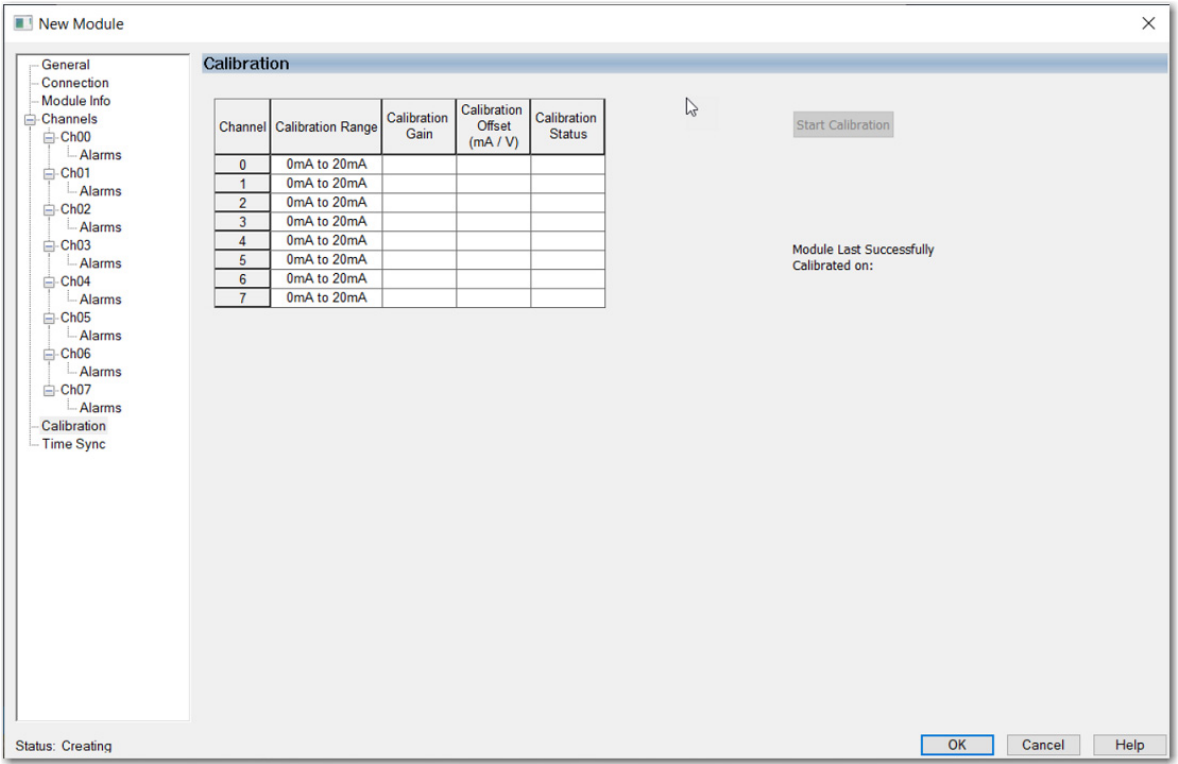 New Module
General
Connection
Module Info
Channels
Ch00
Alarms
Ch01
Alarms
Ch02
Alarms
Ch03
Alarms
Ch04
Alarms
Ch05
Alarms
Ch06
Alarms
Ch07
Alarms
Calibration
Time Sync
Calibration
Channel Calibration Range Calibration Gain Calibration Offset (mA / V) Calibration Status
0 0mA to 20mA
1 0mA to 20mA
2 0mA to 20mA
3 0mA to 20mA
4 0mA to 20mA
5 0mA to 20mA
6 0mA to 20mA
7 0mA to 20mA
Start Calibration
Module Last Successfully
Calibrated on:
Status: Creating
OK Cancel Help